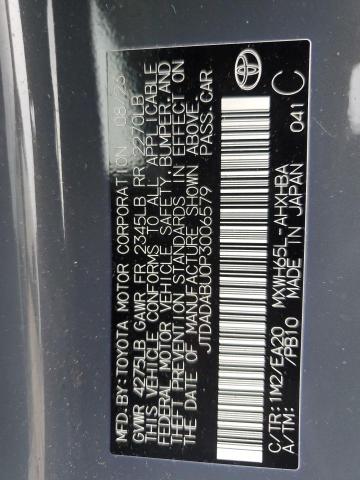 MFD. BY: TOYOTA MOTOR CORPORATION 08/23
GVWR 4275LB GAWR FR 2345LB RR 2270LB
THIS VEHICLE CONFORMS TO ALL APPLICABLE
FEDERAL MOTOR VEHICLE SAFETY, BUMPER, AND
THEFT PREVENTION STANDARDS IN EFFECT ON
DATE OF MANUFACTURE SHOWN ABOVE.
JTDADABU0P3006579 PASS. CAR
C/TR: 1M2/EA20 MXWH65L-AHXHBA
A/TM: /PB10 MADE IN JAPAN 041
C